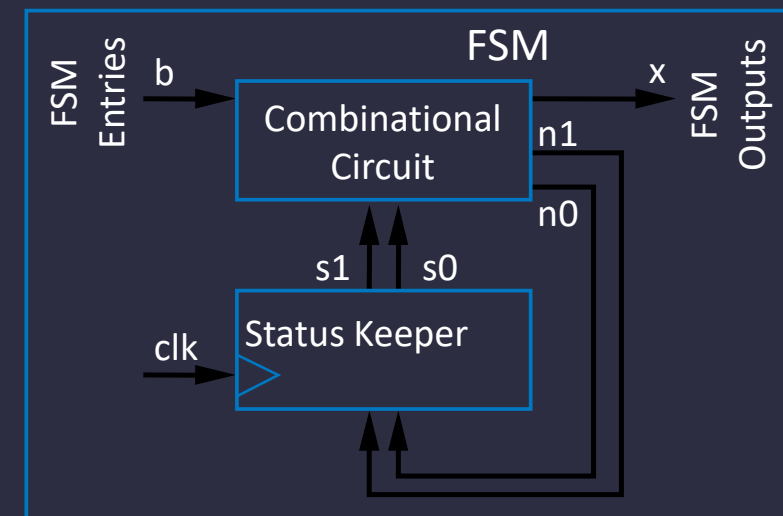 FSM
FSM
Entries
b
x
FSM
Outputs
Combinational
Circuit
n1
n0
s1
s0
Status Keeper
clk